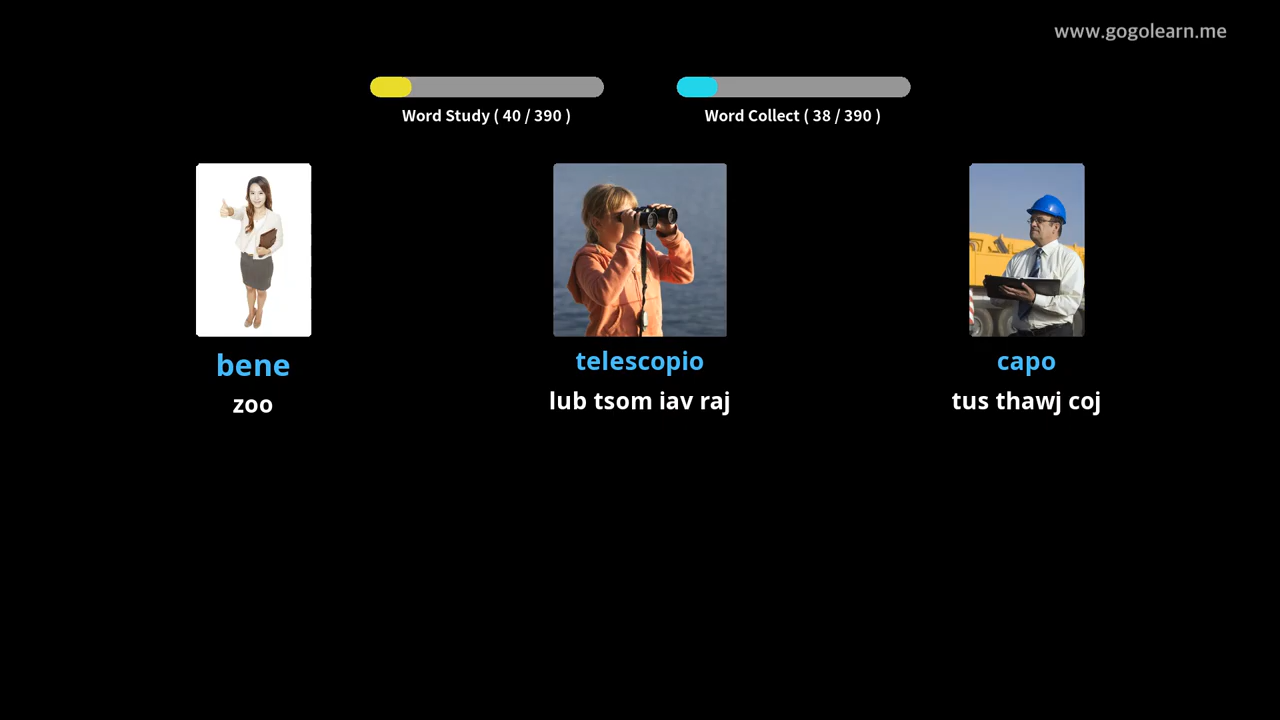 www.gogolearn.me
Word Study ( 40 / 390 )
Word Collect ( 38 / 390 )
bene
zoo
telescopio
lub tsom iav raj
capo
tus thawj coj